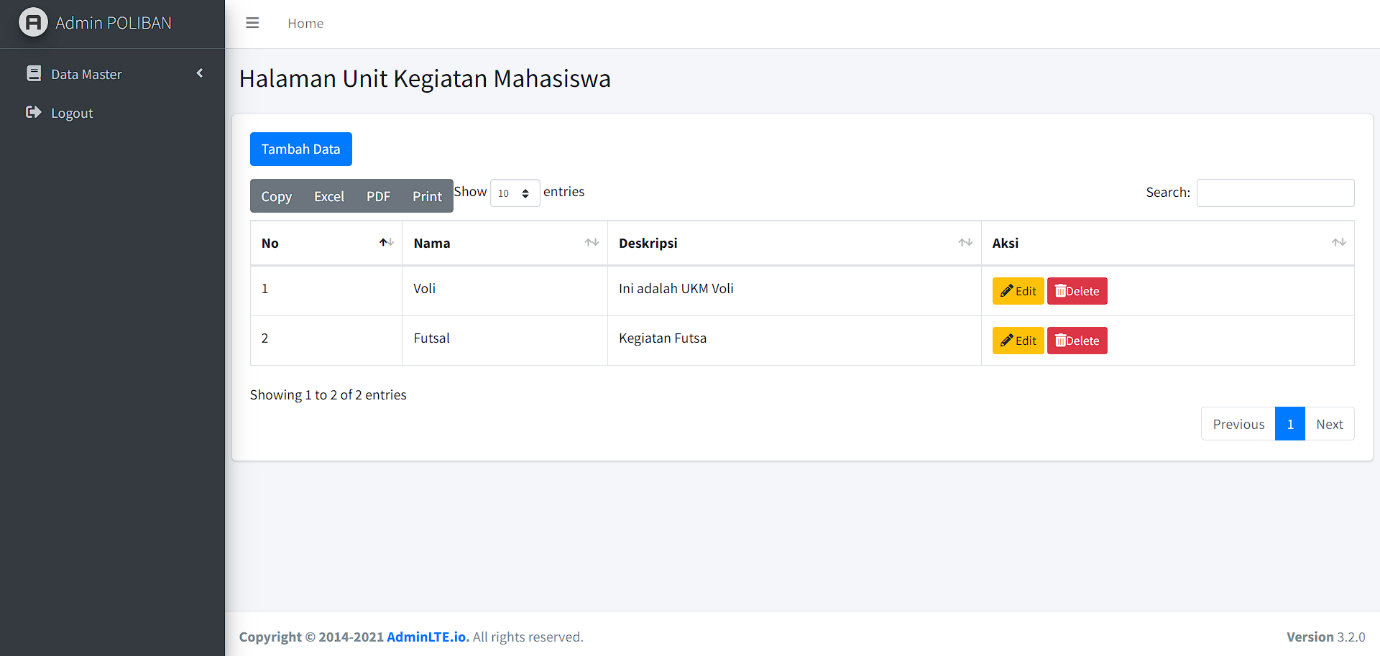 Admin POLIBAN
Home
Data Master
Logout
Halaman Unit Kegiatan Mahasiswa
Tambah Data
Copy Excel PDF Print Show 10 entries Search:
No Nama Deskripsi Aksi
1 Voli Ini adalah UKM Voli Edit Delete
2 Futsal Kegiatan Futsa Edit Delete
Showing 1 to 2 of 2 entries
Previous 1 Next
Copyright © 2014-2021 AdminLTE.io. All rights reserved. Version 3.2.0